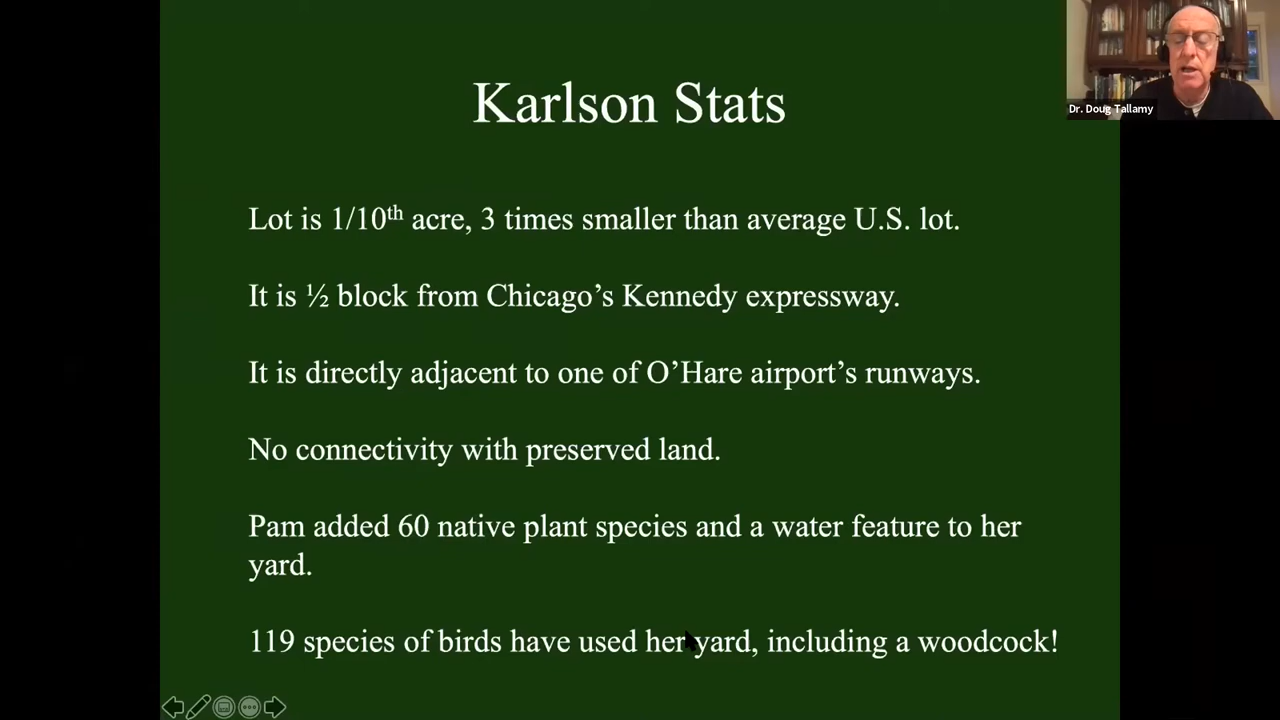 Karlson Stats
Dr. Doug Tallamy
Lot is 1/10th acre, 3 times smaller than average U.S. lot.
It is ½ block from Chicago’s Kennedy expressway.
It is directly adjacent to one of O’Hare airport’s runways.
No connectivity with preserved land.
Pam added 60 native plant species and a water feature to her
yard.
119 species of birds have used her yard, including a woodcock!